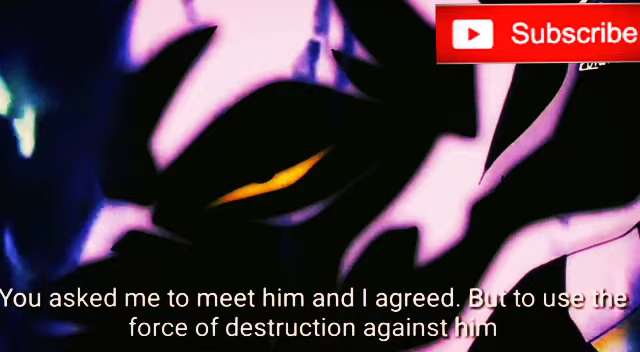 Subscribe
You asked me to meet him and I agreed. But to use the
force of destruction against him